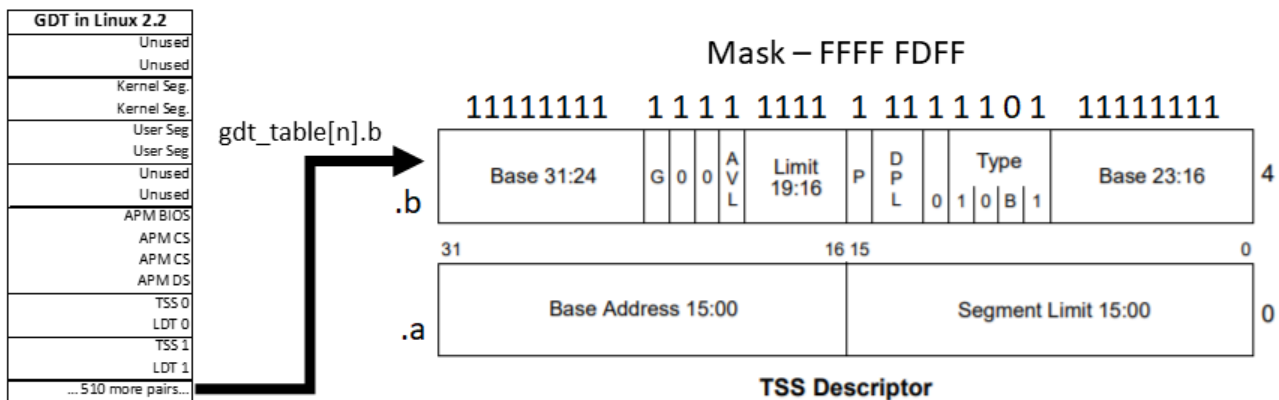 GDT in Linux 2.2
Unused
Unused
Kernel Seg.
Kernel Seg.
User Seg
User Seg
Unused
Unused
APM BIOS
APM CS
APM CS
APM DS
TSS 0
LDT 0
TSS 1
LDT 1
...510 more pairs...
gdt_table[n].b
Mask – FFFF FDFF
11111111 1 1 1 1 1111 1 11 1 1 1 0 1 11111111
Base 31:24 G 0 0 AVL Limit 19:16 P DPL 0 Type 1 0 B 1 Base 23:16 4
.b
31 16 15 0
Base Address 15:00 Segment Limit 15:00 0
.a
TSS Descriptor